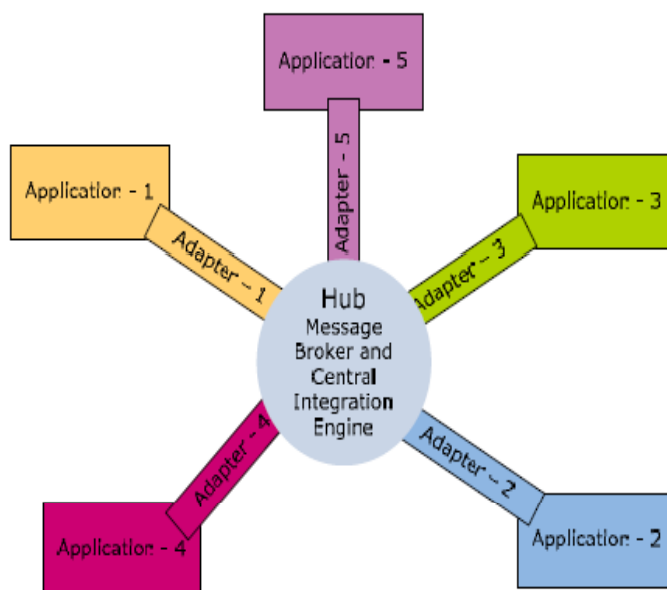 Application - 5
Adapter - 5
Application - 1
Adapter - 1
Application - 3
Adapter - 3
Hub
Message
Broker and
Central
Integration
Engine
Adapter - 4
Application - 4
Adapter - 2
Application - 2